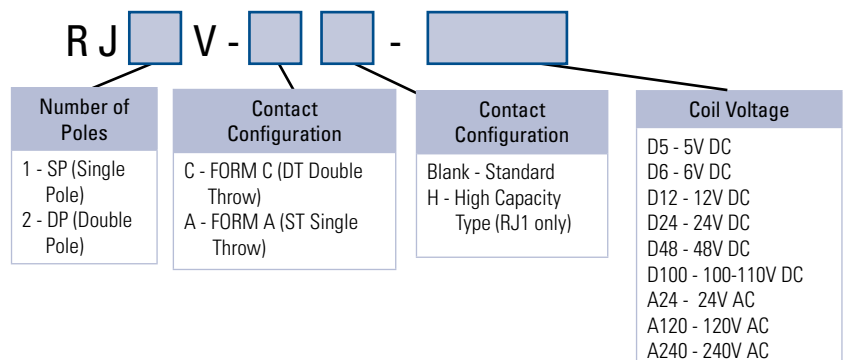 RJ V - -
Number of
Poles
1 - SP (Single
Pole)
2 - DP (Double
Pole)
Contact
Configuration
C - FORM C (DT Double
Throw)
A - FORM A (ST Single
Throw)
Contact
Configuration
Blank - Standard
H - High Capacity
Type (RJ1 only)
Coil Voltage
D5 - 5V DC
D6 - 6V DC
D12 - 12V DC
D24 - 24V DC
D48 - 48V DC
D100 - 100-110V DC
A24 - 24V AC
A120 - 120V AC
A240 - 240V AC